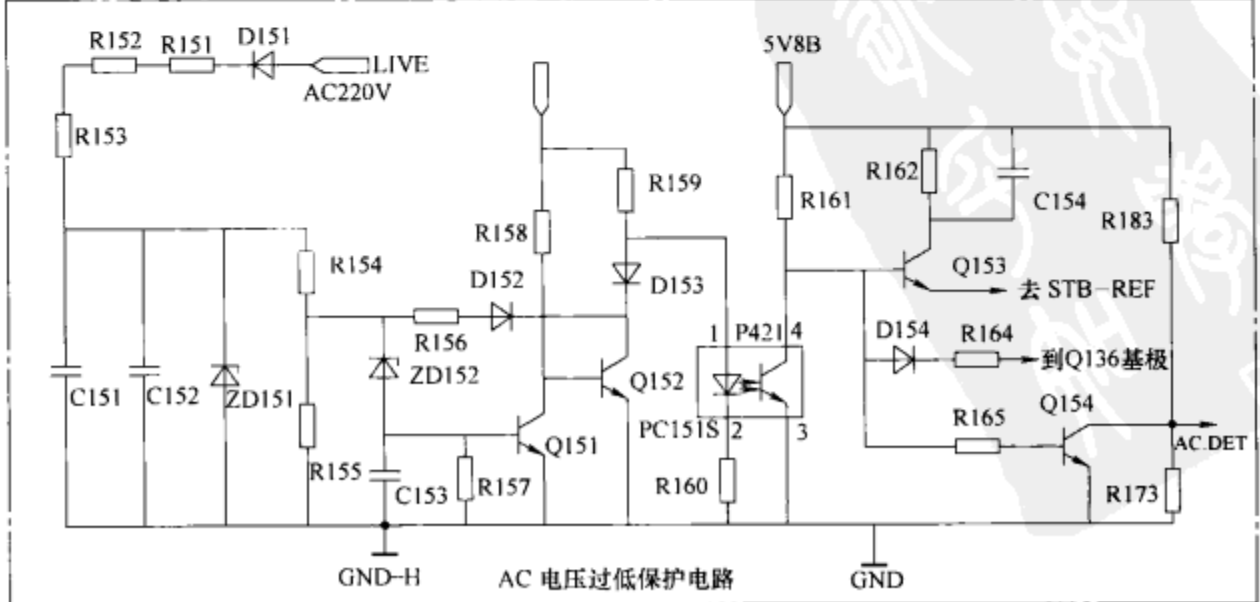 R152
R151
D151
LIVE
AC220V
R153
5V8B
R159
R158
R161
R162
C154
R183
R154
D152
D153
Q153
去 STB-REF
R156
ZD152
Q152
1
P421
4
D154
R164
到Q136基极
C151
C152
ZD151
R155
C153
R157
Q151
PC151S
2
3
R160
R165
Q154
AC.DET
R173
GND-H
AC 电压过低保护电路
GND